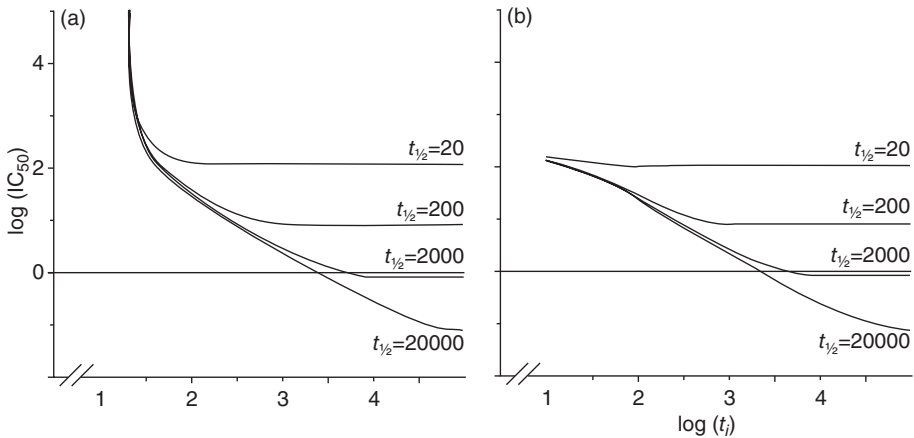 (a)
log (IC50)
4
2
0
t½=20
t½=200
t½=2000
t½=20000
1 2 3 4
(b)
t½=20
t½=200
t½=2000
t½=20000
1 2 3 4
log (ti)